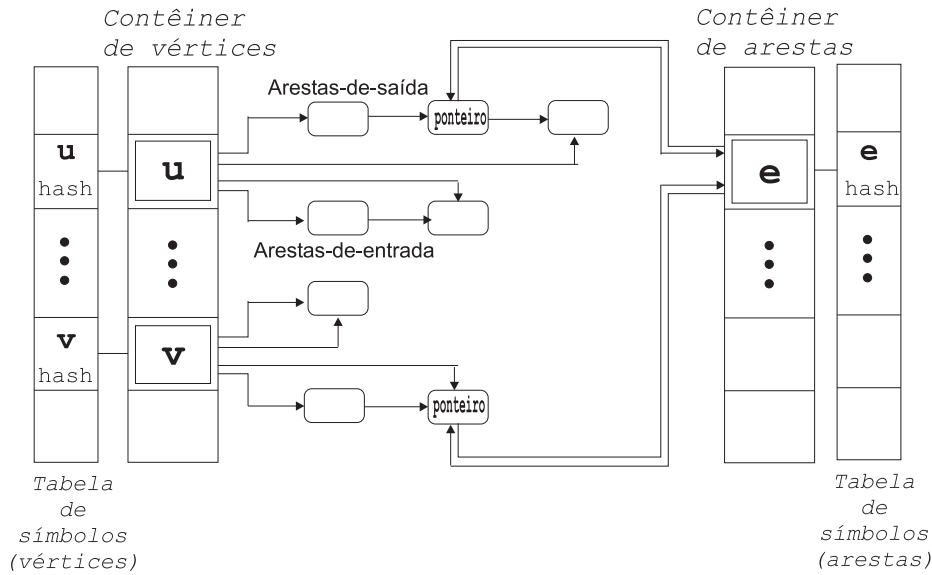 Contêiner
de vértices
Contêiner
de arestas
Arestas-de-saída
ponteiro
u
hash
u
e
e
hash
Arestas-de-entrada
v
hash
v
ponteiro
Tabela
de
símbolos
(vértices)
Tabela
de
símbolos
(arestas)